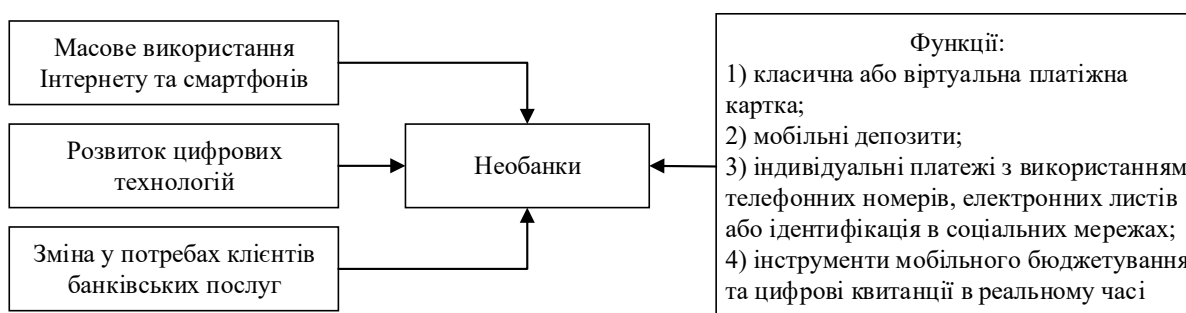 Масове використання
Інтернету та смартфонів
Розвиток цифрових
технологій
Зміна у потребах клієнтів
банківських послуг
Необанки
Функції:
1) класична або віртуальна платіжна
картка;
2) мобільні депозити;
3) індивідуальні платежі з використанням
телефонних номерів, електронних листів
або ідентифікація в соціальних мережах;
4) інструменти мобільного бюджетування
та цифрові квитанції в реальному часі